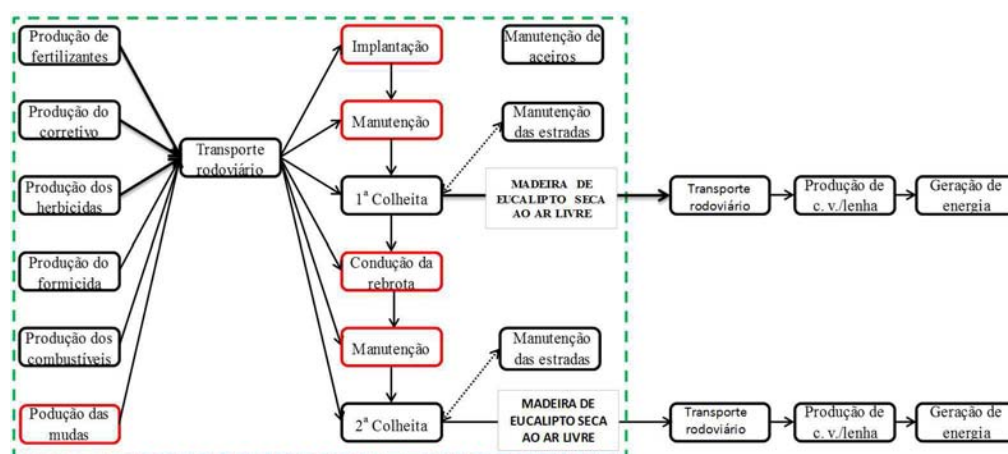 Produção de
fertilizantes
Produção do
corretivo
Produção dos
herbicidas
Produção do
formicida
Produção dos
combustíveis
Podução das
mudas
Transporte
rodoviário
Implantação
Manutenção
1ª Colheita
Condução da
rebrota
Manutenção
2ª Colheita
Manutenção de
aceiros
Manutenção
das estradas
MADEIRA DE
EUCALIPTO SECA
AO AR LIVRE
Transporte
rodoviário
Produção de
c. v./lenha
Geração de
energia
Manutenção
das estradas
MADEIRA DE
EUCALIPTO SECA
AO AR LIVRE
Transporte
rodoviário
Produção de
c. v./lenha
Geração de
energia